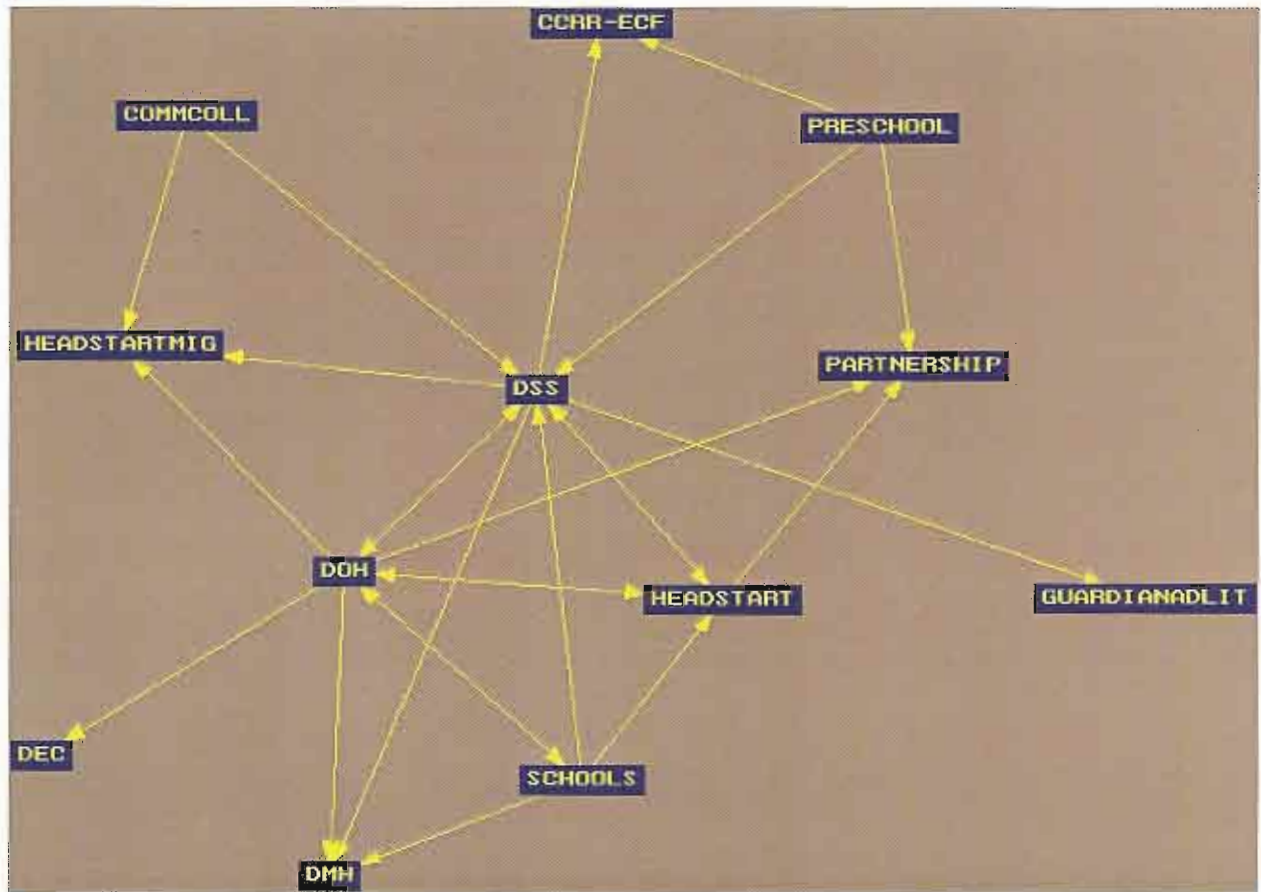 CCRR-ECF
COMMCOLL
PRESCHOOL
HEADSTARTMIG
PARTNERSHIP
DSS
DOH
HEADSTART
GUARDIANADLIT
DEC
SCHOOLS
DMH